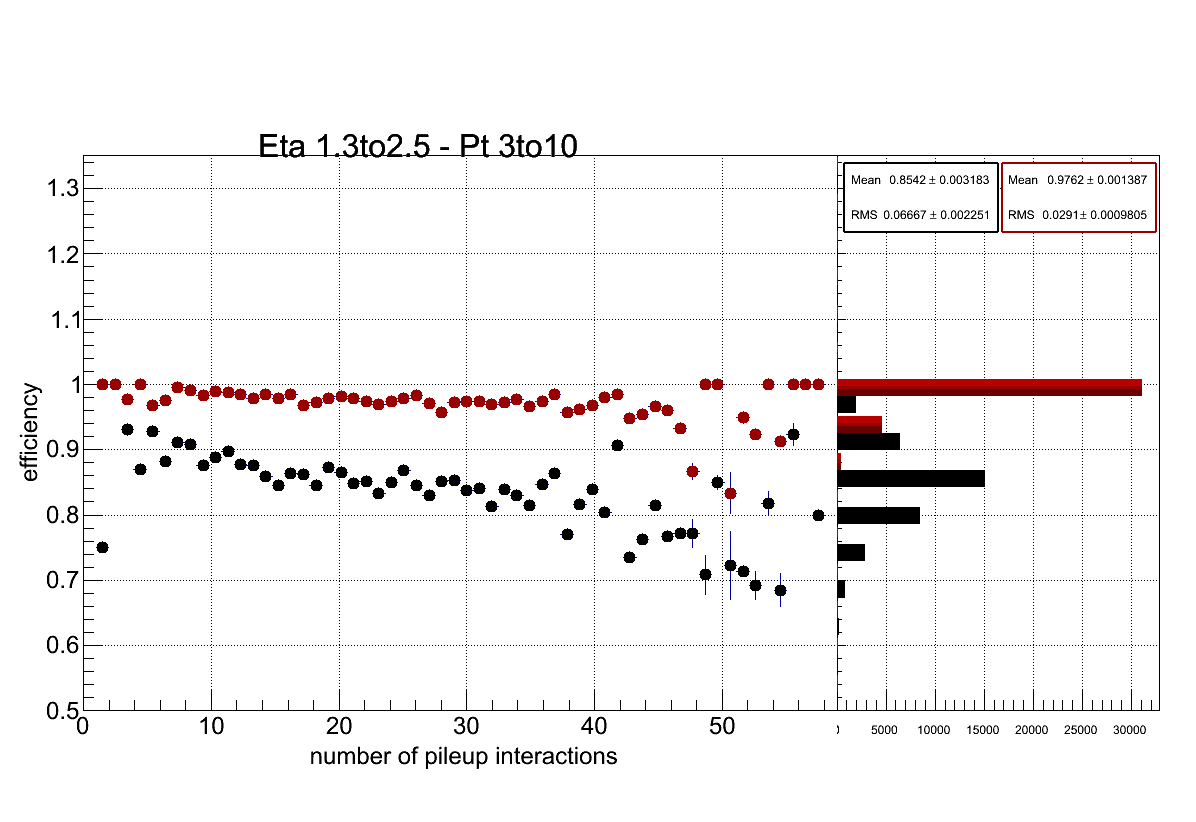 Eta 1.3to2.5 - Pt 3to10
Mean 0.8542 ± 0.003183
RMS 0.06667 ± 0.002251
Mean 0.9762 ± 0.001387
RMS 0.0291 ± 0.0009805
1.3
1.2
1.1
1
0.9
0.8
0.7
0.6
0.5
efficiency
0 10 20 30 40 50
number of pileup interactions
5000 10000 15000 20000 25000 30000